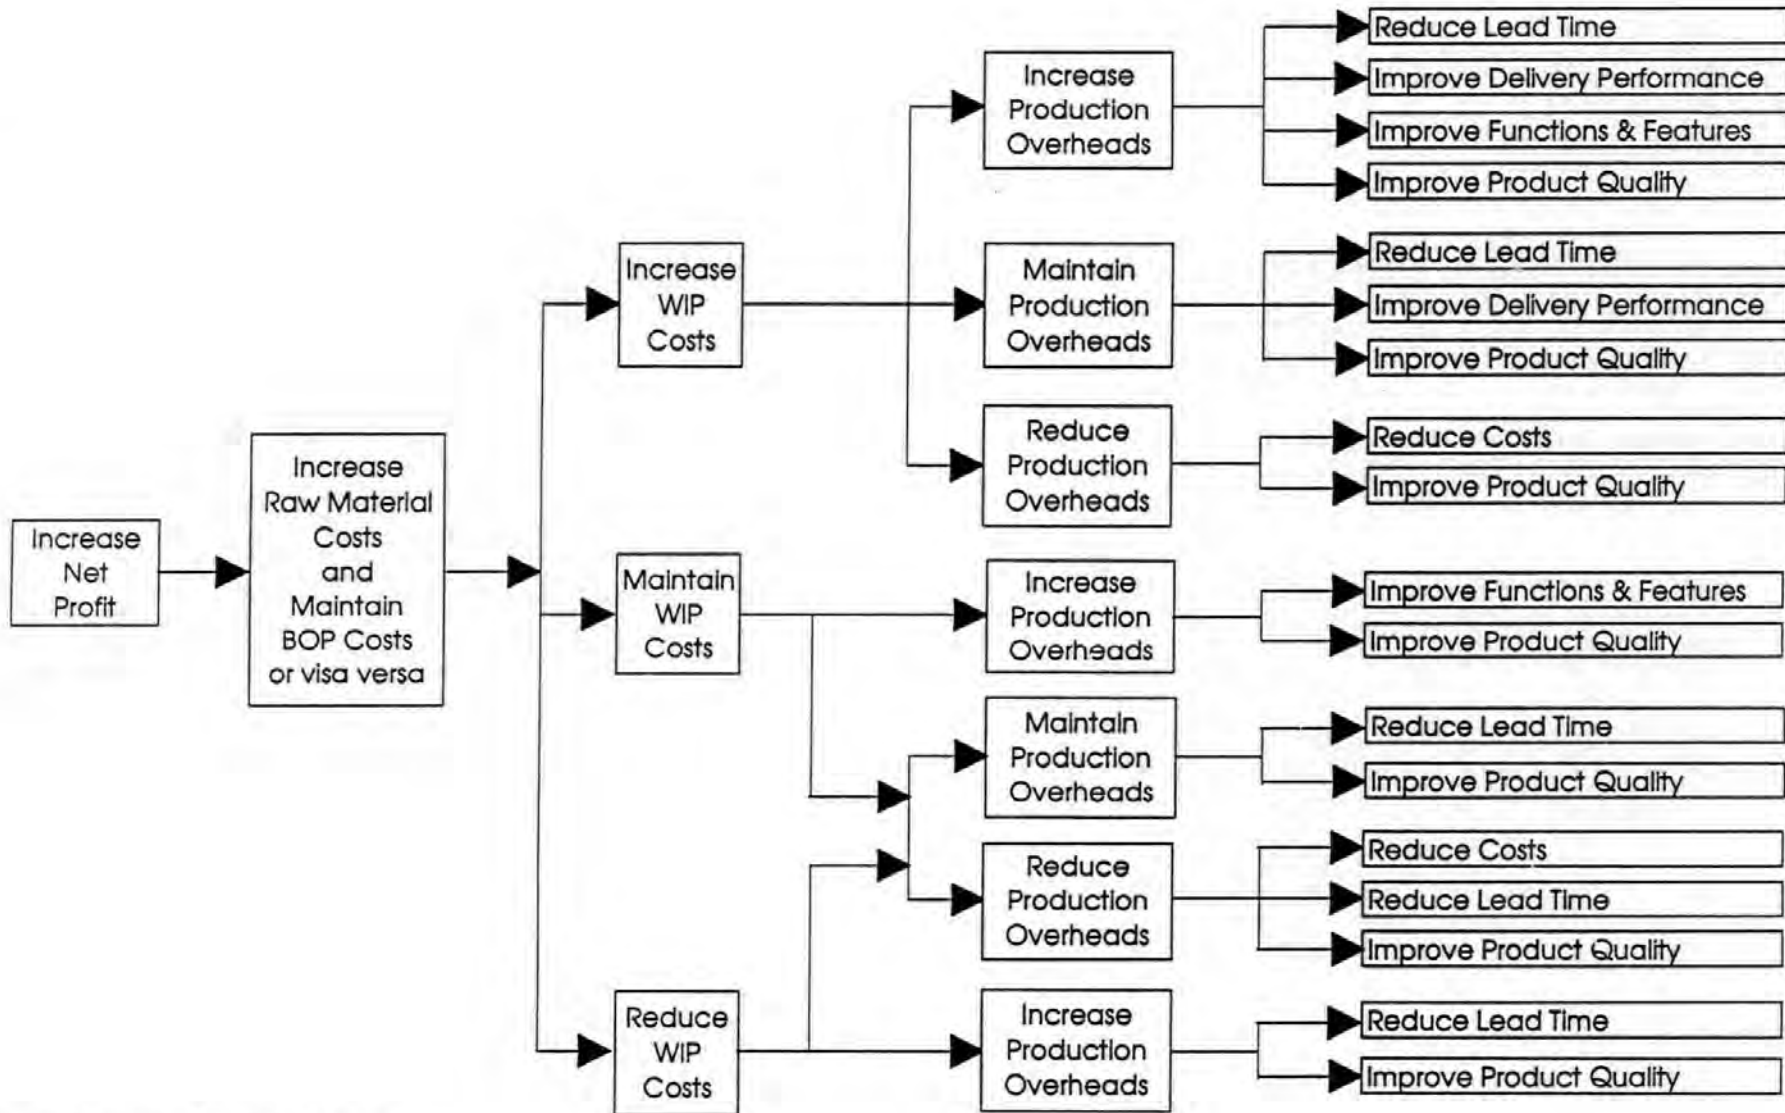 Increase
Net
Profit
Increase
Raw Material
Costs
and
Maintain
BOP Costs
or visa versa
Increase
WIP
Costs
Maintain
WIP
Costs
Reduce
WIP
Costs
Increase
Production
Overheads
Maintain
Production
Overheads
Reduce
Production
Overheads
Increase
Production
Overheads
Maintain
Production
Overheads
Reduce
Production
Overheads
Increase
Production
Overheads
Reduce Lead Time
Improve Delivery Performance
Improve Functions & Features
Improve Product Quality
Reduce Lead Time
Improve Delivery Performance
Improve Product Quality
Reduce Costs
Improve Product Quality
Improve Functions & Features
Improve Product Quality
Reduce Lead Time
Improve Product Quality
Reduce Costs
Reduce Lead Time
Improve Product Quality
Reduce Lead Time
Improve Product Quality